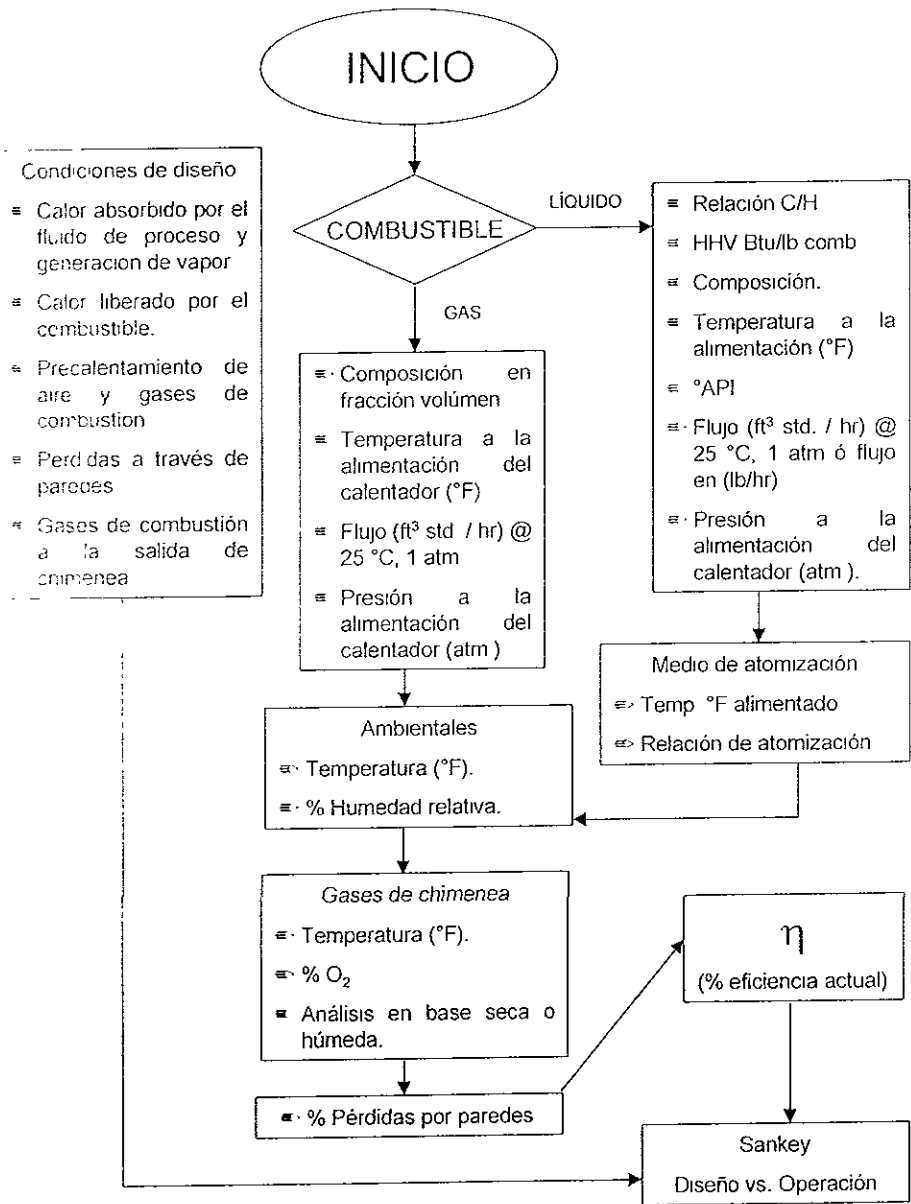 INICIO
COMBUSTIBLE
LÍQUIDO
GAS
Condiciones de diseño
Calor absorbido por el
fluido de proceso y
generacion de vapor
Calor liberado por el
combustible.
Precalentamiento de
aire y gases de
combustion
Perdidas a través de
paredes
Gases de combustión
a la salida de
chimenea
Composición en
fracción volúmen
Temperatura a la
alimentación del
calentador (°F)
Flujo (ft³ std / hr) @
25 °C, 1 atm
Presión a la
alimentación del
calentador (atm )
Relación C/H
HHV Btu/lb comb
Composición.
Temperatura a la
alimentación (°F)
°API
Flujo (ft³ std. / hr) @
25 °C, 1 atm ó flujo
en (lb/hr)
Presión a la
alimentación del
calentador (atm ).
Medio de atomización
Temp °F alimentado
Relación de atomización
Ambientales
Temperatura (°F).
% Humedad relativa.
Gases de chimenea
Temperatura (°F).
% O₂
Análisis en base seca o
húmeda.
% Pérdidas por paredes
η
(% eficiencia actual)
Sankey
Diseño vs. Operación